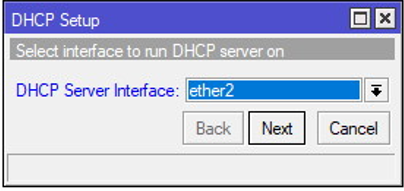 DHCP Setup
Select interface to run DHCP server on
DHCP Server Interface: ether2
Back Next Cancel